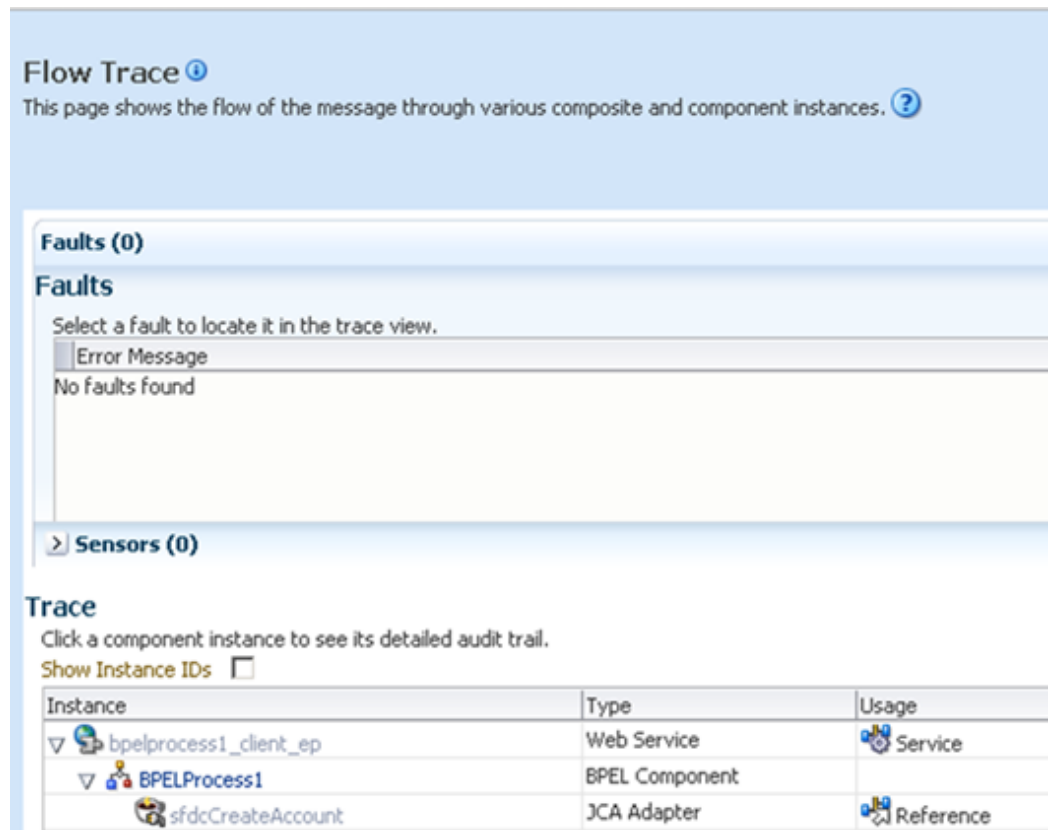 Flow Trace
This page shows the flow of the message through various composite and component instances.
Faults (0)
Faults
Select a fault to locate it in the trace view.
Error Message
No faults found
Sensors (0)
Trace
Click a component instance to see its detailed audit trail.
Show Instance IDs
Instance Type Usage
bpelprocess1_client_ep Web Service Service
BPELProcess1 BPEL Component
sfdcCreateAccount JCA Adapter Reference